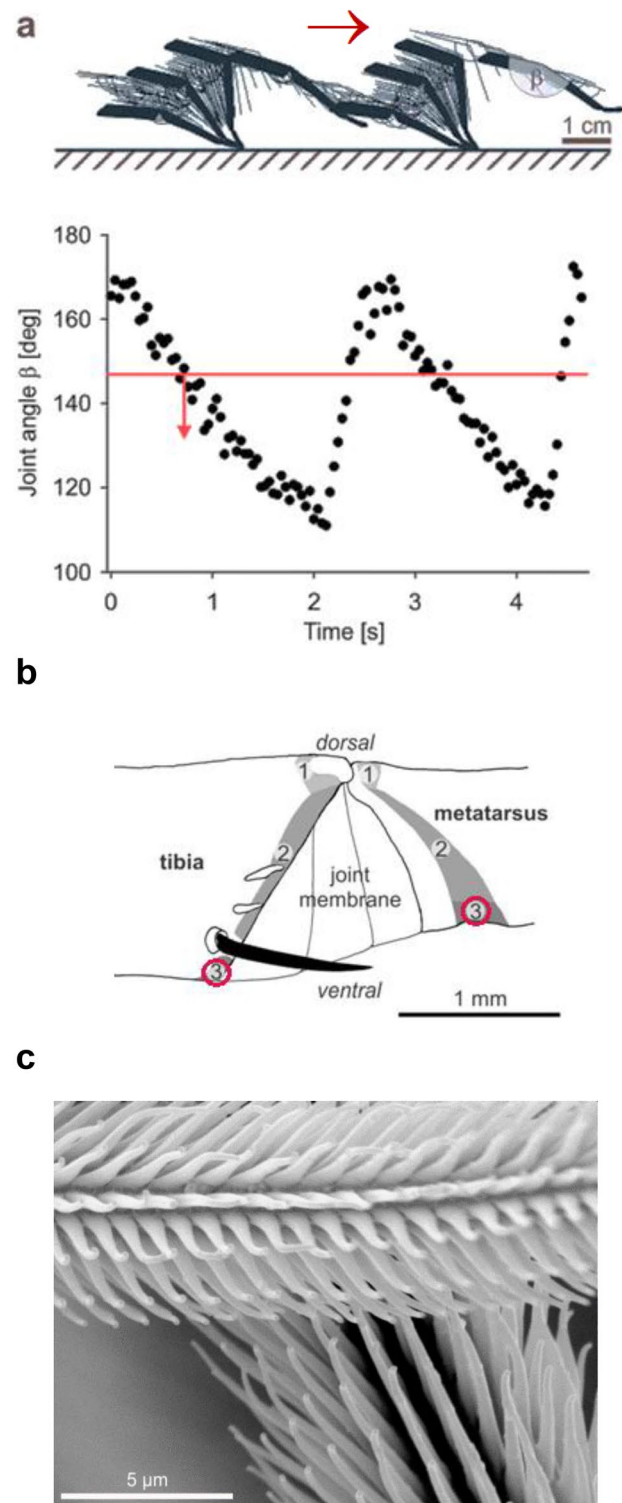 a
β
1 cm
180
160
140
120
100
Joint angle β [deg]
0 1 2 3 4
Time [s]
b
dorsal
1 1
metatarsus
tibia
2 2
joint
membrane
3
3
ventral
1 mm
c
5 µm